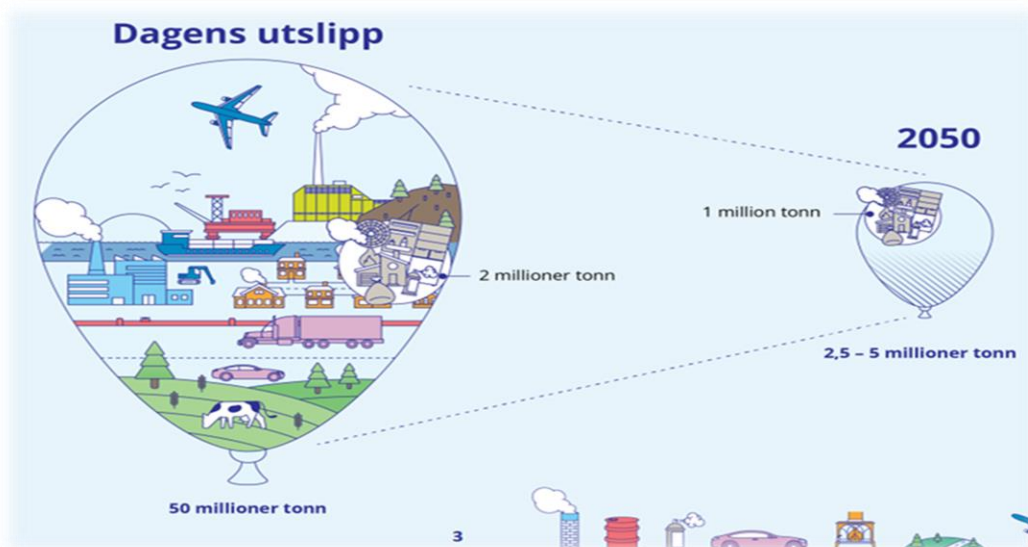 Dagens utslipp
2050
1 million tonn
2 millioner tonn
2,5 – 5 millioner tonn
50 millioner tonn
3